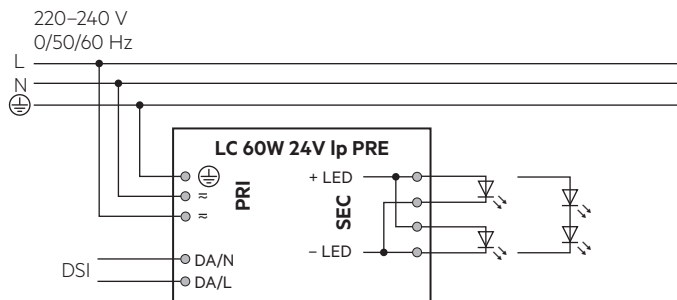 220–240 V
0/50/60 Hz
L
N
LC 60W 24V lp PRE
PRI
≂
≂
+ LED
SEC
– LED
DSI
DA/N
DA/L